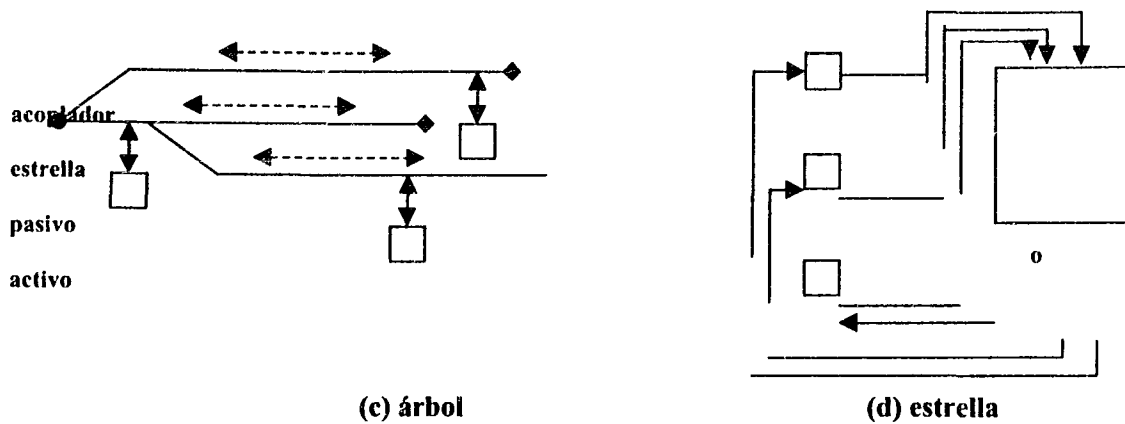 acoplador
estrella
pasivo
activo
o
(c) árbol
(d) estrella